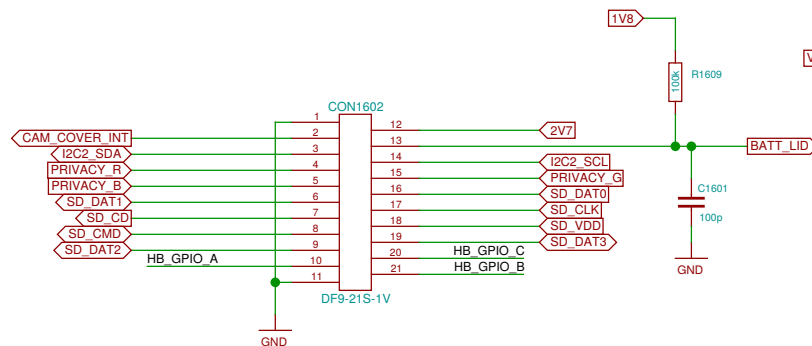 1V8
V
100k
R1609
CON1602
1
12
2V7
CAM_COVER_INT
2
13
BATT_LID
I2C2_SDA
3
14
I2C2_SCL
PRIVACY_R
4
15
PRIVACY_G
PRIVACY_B
5
16
SD_DAT0
SD_DAT1
6
17
SD_CLK
SD_CD
7
18
SD_VDD
SD_CMD
8
19
SD_DAT3
SD_DAT2
9
20
HB_GPIO_C
HB_GPIO_A
10
21
HB_GPIO_B
11
DF9-21S-1V
C1601
100p
GND
GND